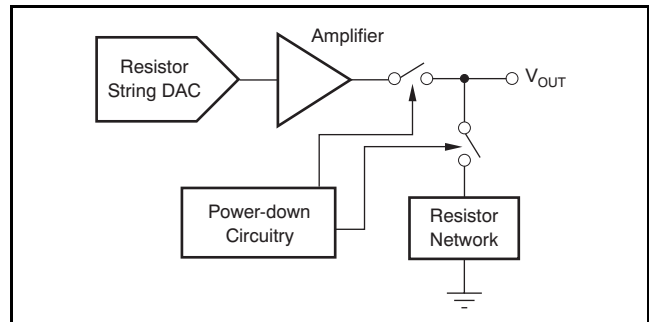 Amplifier
Resistor
String DAC
VOUT
Power-down
Circuitry
Resistor
Network